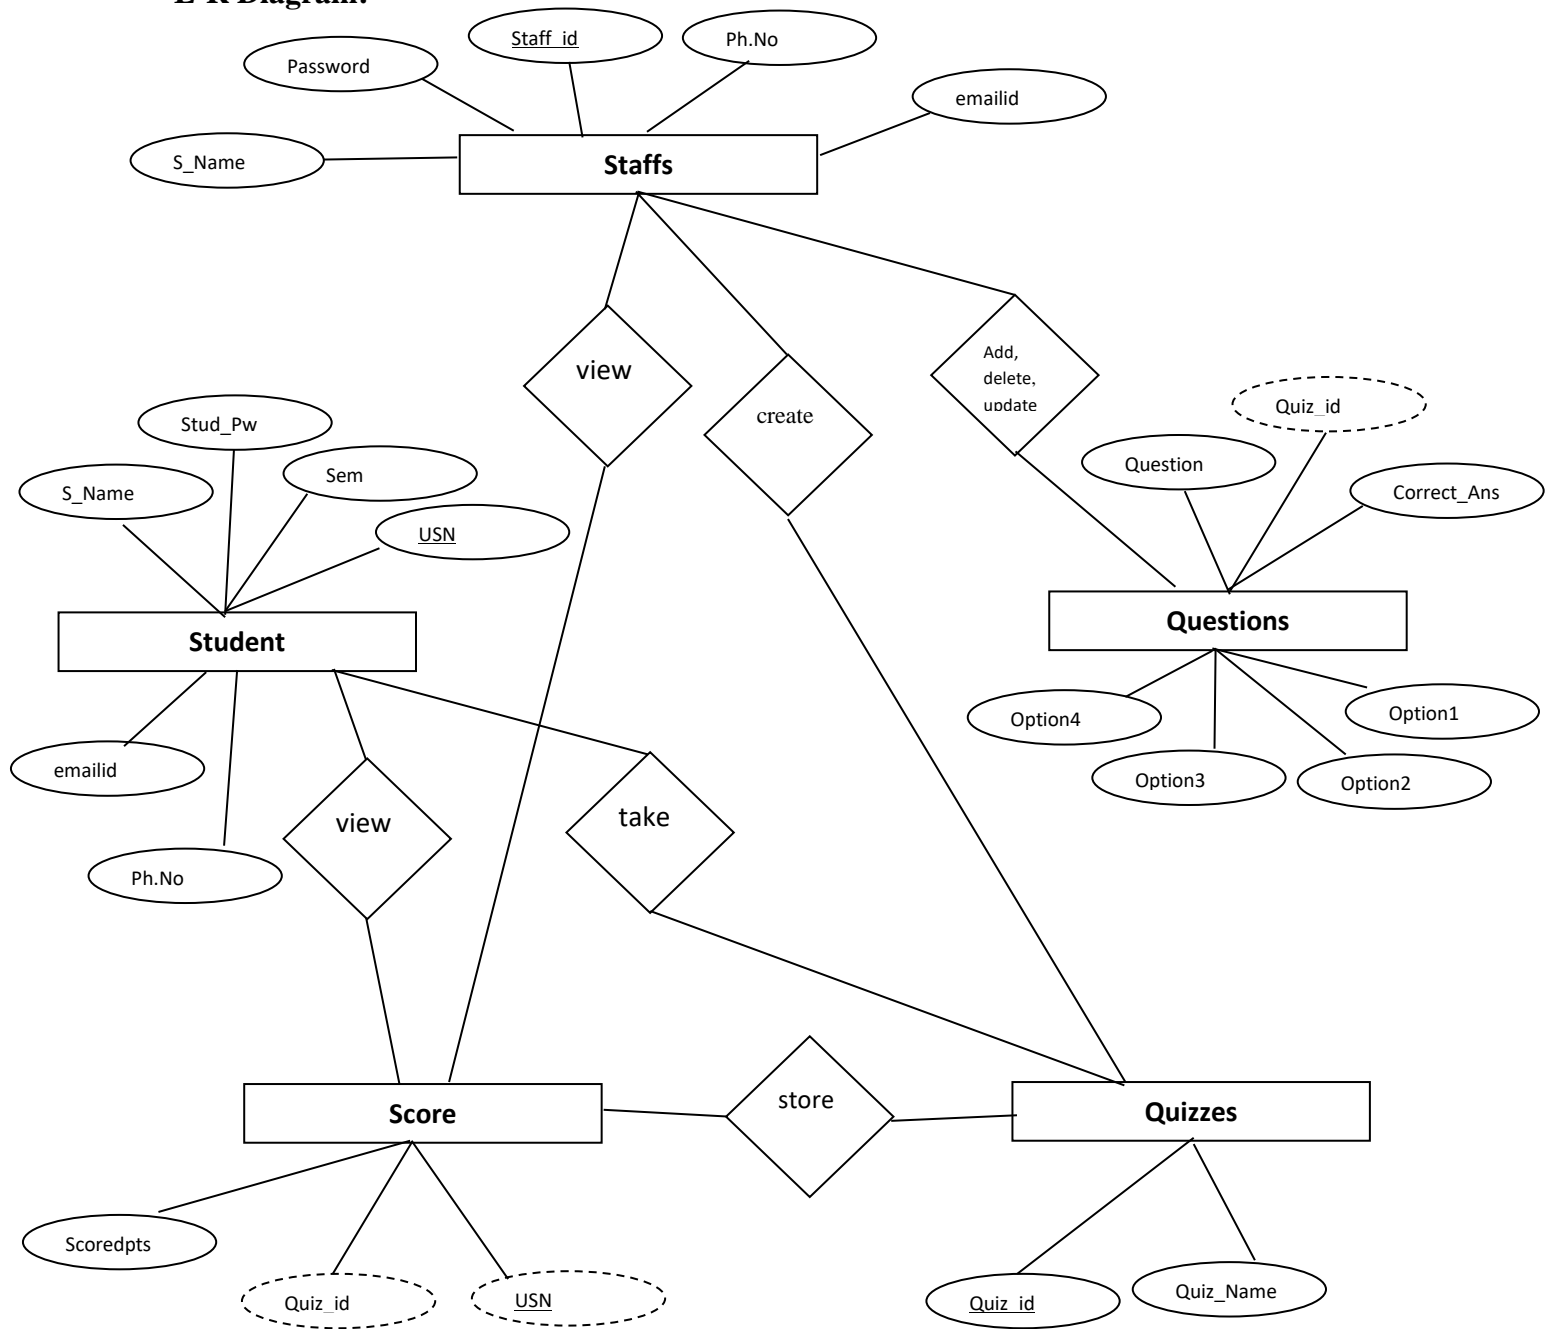 E-R Diagram:
Staff_id
Ph.No
Password
emailid
S_Name
Staffs
view
Add,
delete,
update
create
Quiz_id
Stud_Pw
Question
Sem
S_Name
Correct_Ans
USN
Questions
Student
Option4
Option1
emailid
Option3
Option2
view
take
Ph.No
store
Score
Quizzes
Scoredpts
Quiz_id
USN
Quiz_id
Quiz_Name